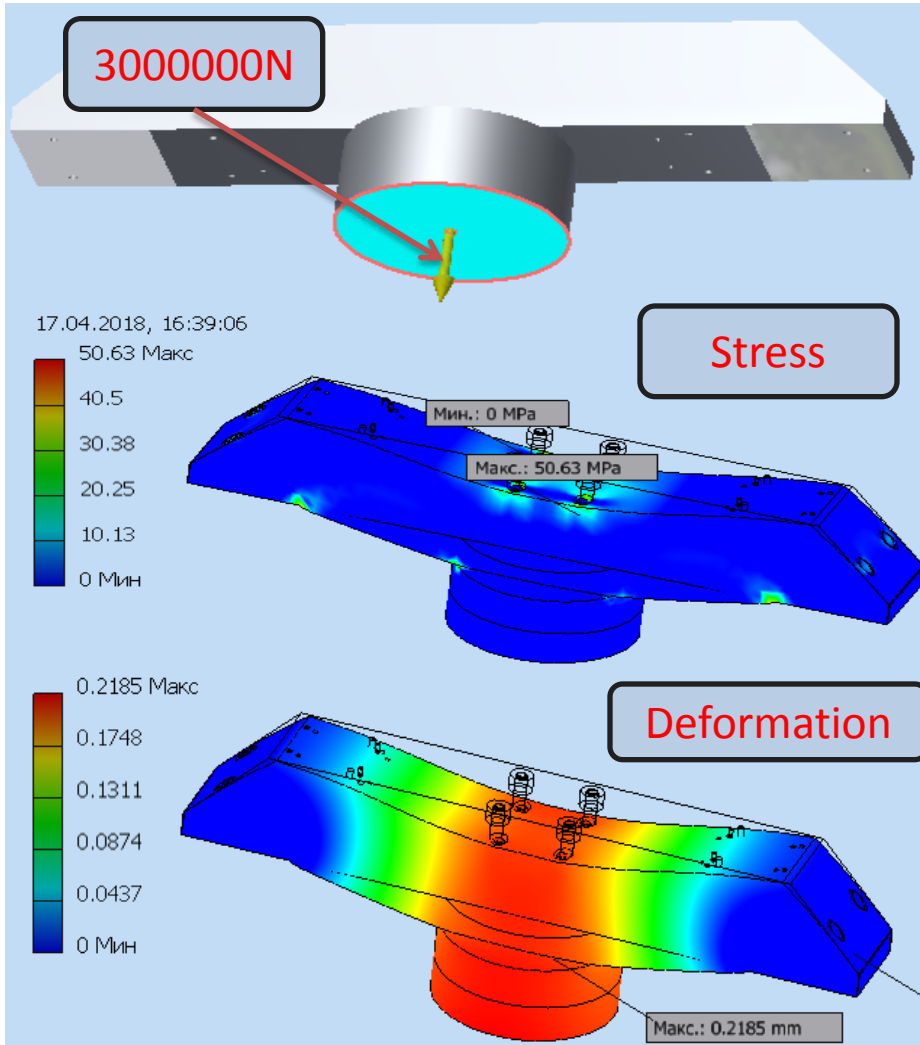 3000000N
17.04.2018, 16:39:06
50.63 Макс
40.5
30.38
20.25
10.13
0 Мин
Stress
Мин.: 0 MPa
Макс.: 50.63 MPa
0.2185 Макс
0.1748
0.1311
0.0874
0.0437
0 Мин
Deformation
Макс.: 0.2185 mm